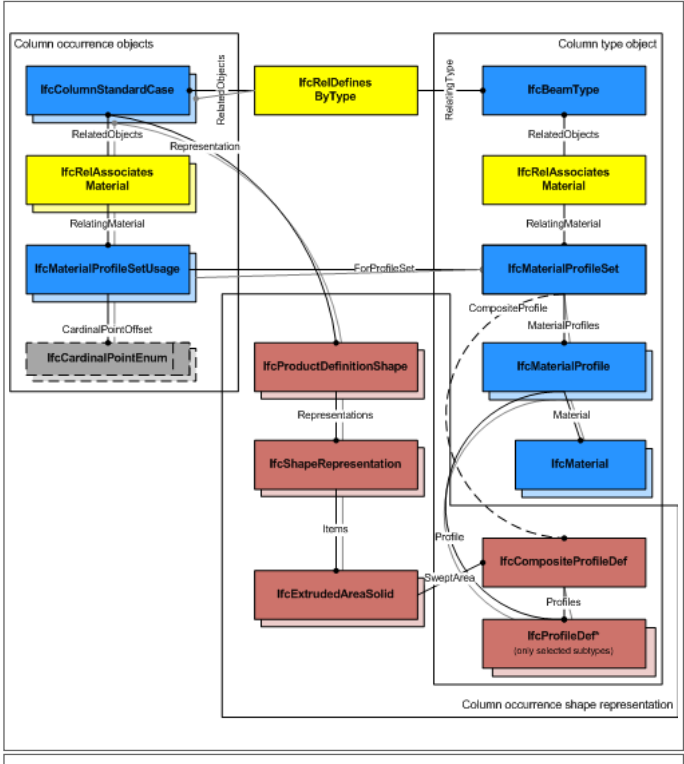 Column occurrence objects
Column type object
IfcColumnStandardCase
RelatedObjects
IfcRelDefines
ByType
RelatingType
IfcBeamType
RelatedObjects
Representation
RelatedObjects
IfcRelAssociates
Material
IfcRelAssociates
Material
RelatingMaterial
RelatingMaterial
IfcMaterialProfileSetUsage
ForProfileSet
IfcMaterialProfileSet
CompositeProfile
CardinalPointOffset
MaterialProfiles
IfcCardinalPointEnum
IfcProductDefinitionShape
IfcMaterialProfile
Representations
Material
IfcShapeRepresentation
IfcMaterial
Items
Profile
IfcCompositeProfileDef
SweptArea
IfcExtrudedAreaSolid
Profiles
IfcProfileDef*
(only selected subtypes)
Column occurrence shape representation